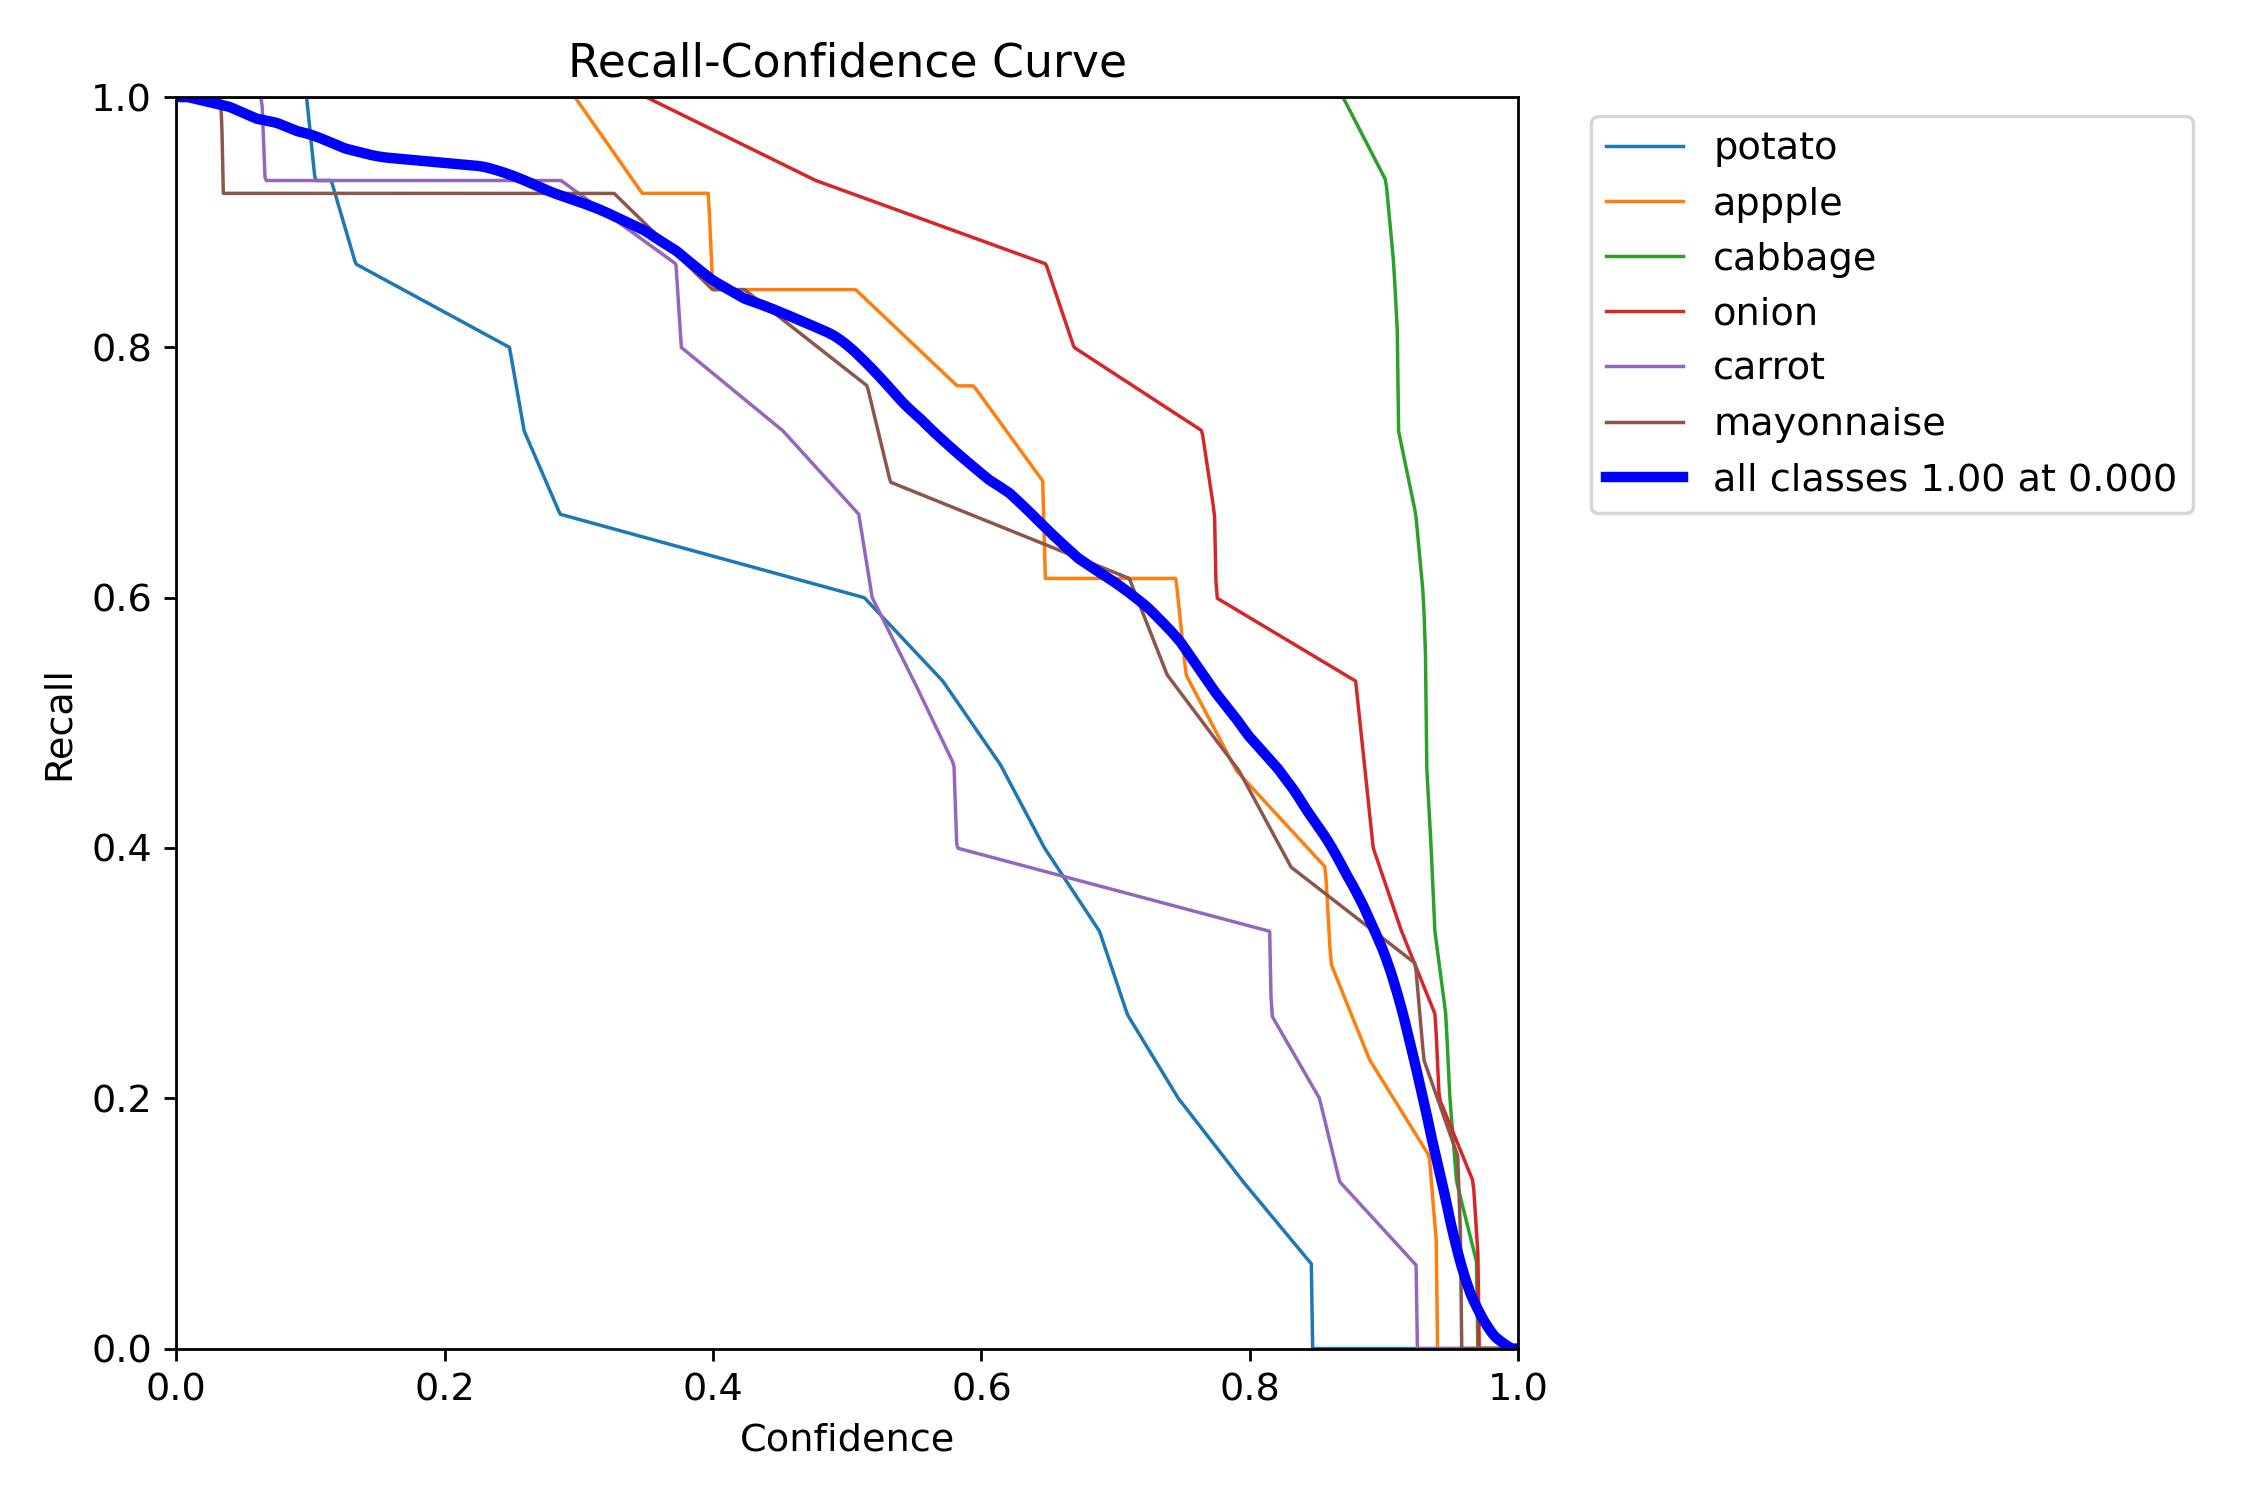 Recall-Confidence Curve
1.0
0.8
0.6
0.4
0.2
0.0
Recall
0.0 0.2 0.4 0.6 0.8 1.0
Confidence
potato
appple
cabbage
onion
carrot
mayonnaise
all classes 1.00 at 0.000